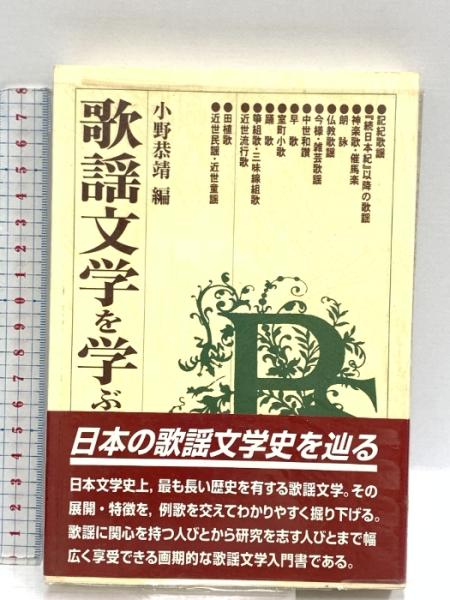 ●記紀歌謡
●『続日本紀』以降の歌謡
●神楽歌・催馬楽
●朗詠
●仏教歌謡
●今様・雑芸歌謡
●中世和讃
●早歌
●室町小歌
●踊歌
●箏組歌・三味線組歌
●近世流行歌
●田植歌
●近世民謡・近世童謡
小野恭靖 編
歌謡文学を学ぶ
日本の歌謡文学史を辿る
日本文学史上，最も長い歴史を有する歌謡文学。その
展開・特徴を，例歌を交えてわかりやすく掘り下げる。
歌謡に関心を持つ人びとから研究を志す人びとまで幅
広く享受できる画期的な歌謡文学入門書である。